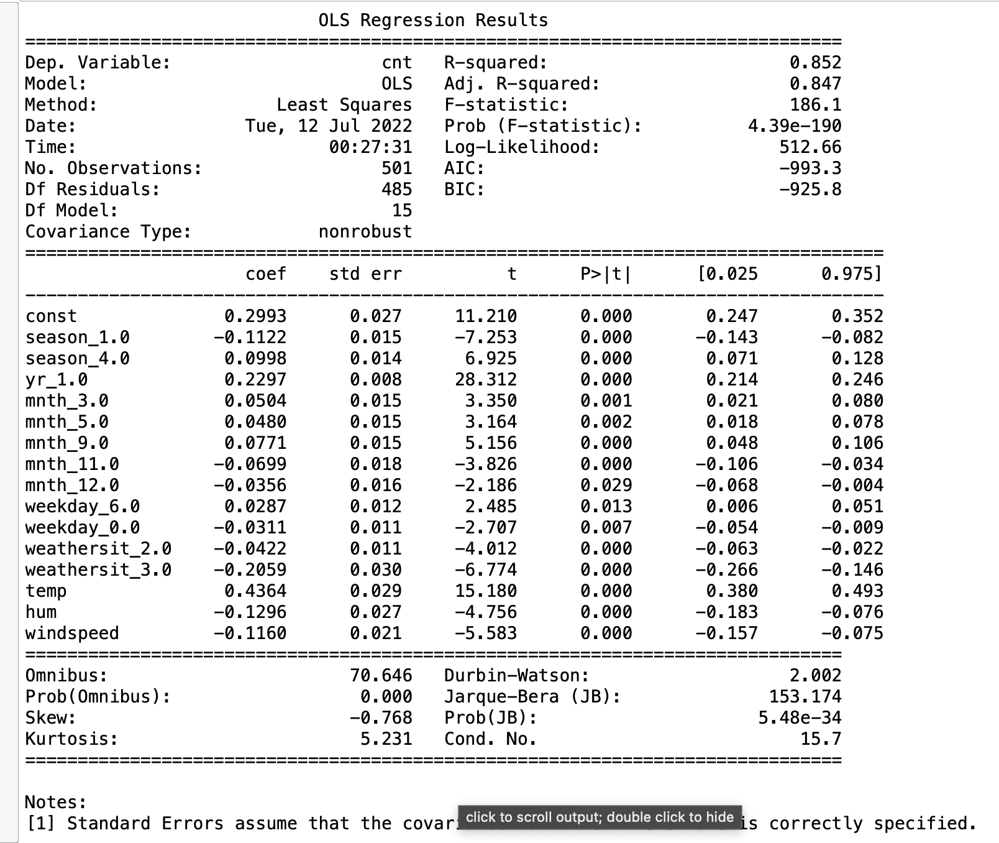 OLS Regression Results
==============================================================================
Dep. Variable: cnt R-squared: 0.852
Model: OLS Adj. R-squared: 0.847
Method: Least Squares F-statistic: 186.1
Date: Tue, 12 Jul 2022 Prob (F-statistic): 4.39e-190
Time: 00:27:31 Log-Likelihood: 512.66
No. Observations: 501 AIC: -993.3
Df Residuals: 485 BIC: -925.8
Df Model: 15
Covariance Type: nonrobust
==================================================================================
coef std err t P>|t| [0.025 0.975]
----------------------------------------------------------------------------------
const 0.2993 0.027 11.210 0.000 0.247 0.352
season_1.0 -0.1122 0.015 -7.253 0.000 -0.143 -0.082
season_4.0 0.0998 0.014 6.925 0.000 0.071 0.128
yr_1.0 0.2297 0.008 28.312 0.000 0.214 0.246
mnth_3.0 0.0504 0.015 3.350 0.001 0.021 0.080
mnth_5.0 0.0480 0.015 3.164 0.002 0.018 0.078
mnth_9.0 0.0771 0.015 5.156 0.000 0.048 0.106
mnth_11.0 -0.0699 0.018 -3.826 0.000 -0.106 -0.034
mnth_12.0 -0.0356 0.016 -2.186 0.029 -0.068 -0.004
weekday_6.0 0.0287 0.012 2.485 0.013 0.006 0.051
weekday_0.0 -0.0311 0.011 -2.707 0.007 -0.054 -0.009
weathersit_2.0 -0.0422 0.011 -4.012 0.000 -0.063 -0.022
weathersit_3.0 -0.2059 0.030 -6.774 0.000 -0.266 -0.146
temp 0.4364 0.029 15.180 0.000 0.380 0.493
hum -0.1296 0.027 -4.756 0.000 -0.183 -0.076
windspeed -0.1160 0.021 -5.583 0.000 -0.157 -0.075
==============================================================================
Omnibus: 70.646 Durbin-Watson: 2.002
Prob(Omnibus): 0.000 Jarque-Bera (JB): 153.174
Skew: -0.768 Prob(JB): 5.48e-34
Kurtosis: 5.231 Cond. No. 15.7
==============================================================================
Notes:
[1] Standard Errors assume that the is correctly specified.
click to scroll output; double click to hide